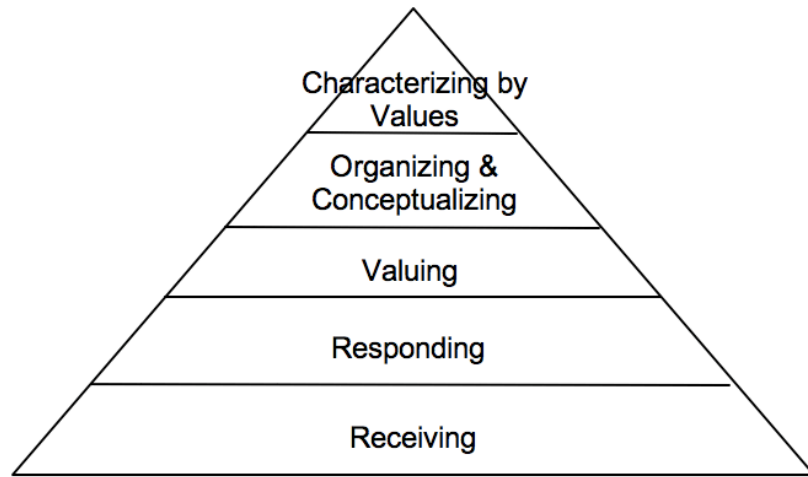 Characterizing by
Values
Organizing &
Conceptualizing
Valuing
Responding
Receiving